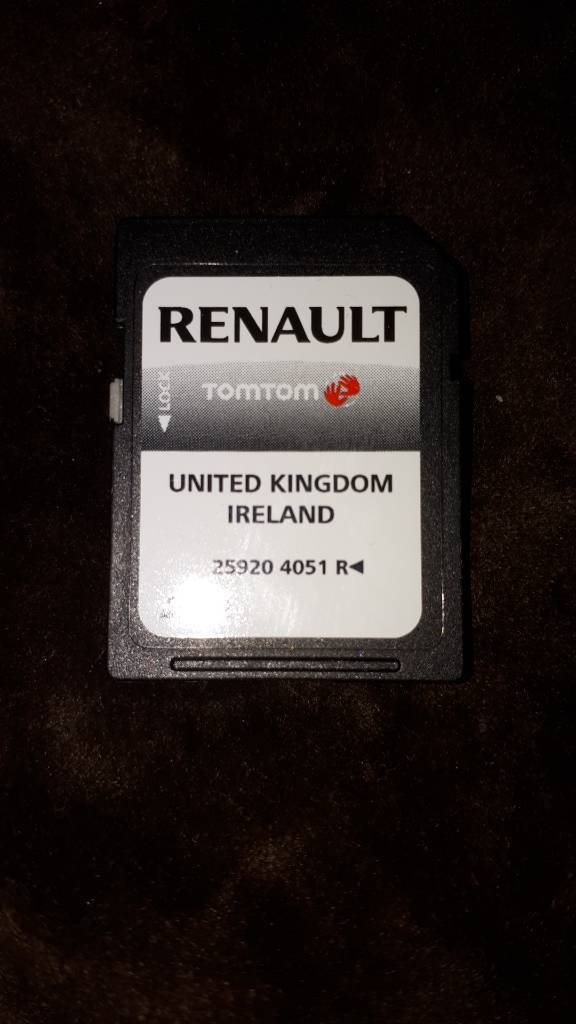 RENAULT
◀ LOCK
TOMTOM
UNITED KINGDOM
IRELAND
25920 4051 R◀